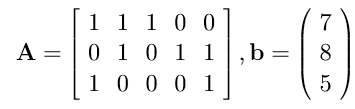 A = [ 1 1 1 0 0 ; 0 1 0 1 1 ; 1 0 0 0 1 ] , b = ( 7 ; 8 ; 5 )